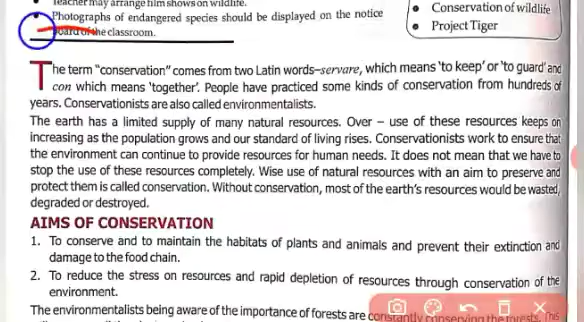 Teacher may arrange film shows on wildlife.
Photographs of endangered species should be displayed on the notice
board of the classroom.
Conservation of wildlife
Project Tiger
The term "conservation" comes from two Latin words–servare, which means 'to keep' or 'to guard' and
con which means 'together'. People have practiced some kinds of conservation from hundreds of
years. Conservationists are also called environmentalists.
The earth has a limited supply of many natural resources. Over – use of these resources keeps on
increasing as the population grows and our standard of living rises. Conservationists work to ensure that
the environment can continue to provide resources for human needs. It does not mean that we have to
stop the use of these resources completely. Wise use of natural resources with an aim to preserve and
protect them is called conservation. Without conservation, most of the earth's resources would be wasted,
degraded or destroyed.
AIMS OF CONSERVATION
1. To conserve and to maintain the habitats of plants and animals and prevent their extinction and
damage to the food chain.
2. To reduce the stress on resources and rapid depletion of resources through conservation of the
environment.
The environmentalists being aware of the importance of forests are constantly conserving the forests. This